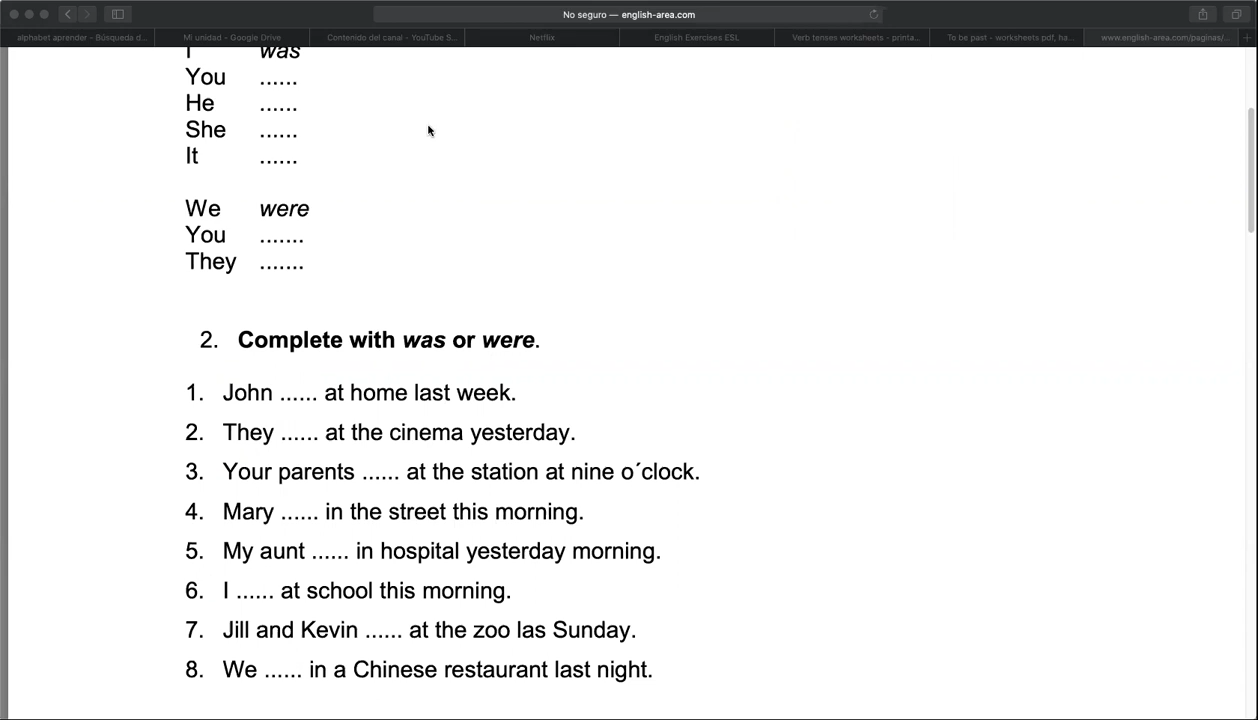 No seguro — english-area.com
alphabet aprender - Búsqueda d...
Mi unidad - Google Drive
Contenido del canal - YouTube S...
Netflix
English Exercises ESL
Verb tenses worksheets - printa...
To be past - worksheets pdf, ha...
www.english-area.com/paginas/...
I was
You ......
He ......
She ......
It ......
We were
You .......
They .......
2. Complete with was or were.
1. John ...... at home last week.
2. They ...... at the cinema yesterday.
3. Your parents ...... at the station at nine o´clock.
4. Mary ...... in the street this morning.
5. My aunt ...... in hospital yesterday morning.
6. I ...... at school this morning.
7. Jill and Kevin ...... at the zoo las Sunday.
8. We ...... in a Chinese restaurant last night.